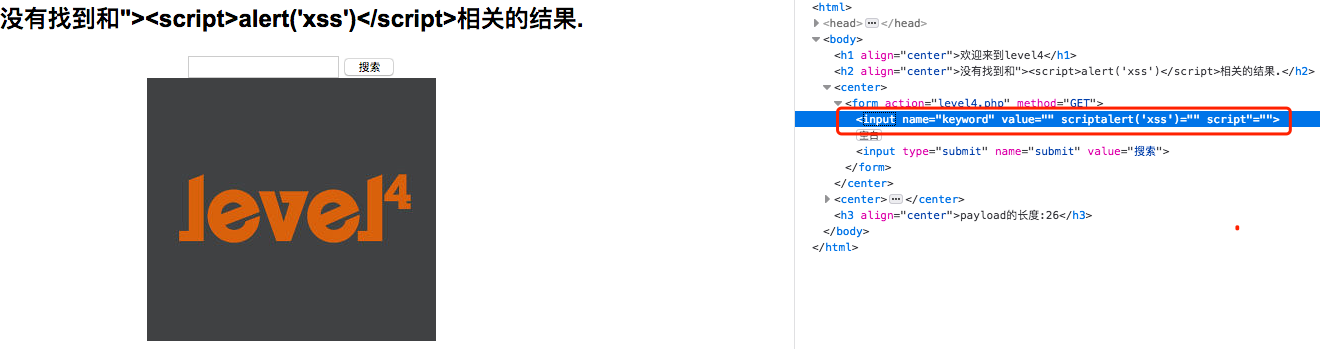 没有找到和"><script>alert('xss')</script>相关的结果.
搜索
level4
<html>
<head> ··· </head>
<body>
<h1 align="center">欢迎来到level4</h1>
<h2 align="center">没有找到和"><script>alert('xss')</script>相关的结果.</h2>
<center>
<form action="level4.php" method="GET">
<input name="keyword" value="" scriptalert('xss')="" script"="">
空白
<input type="submit" name="submit" value="搜索">
</form>
</center>
<center> ··· </center>
<h3 align="center">payload的长度:26</h3>
</body>
</html>